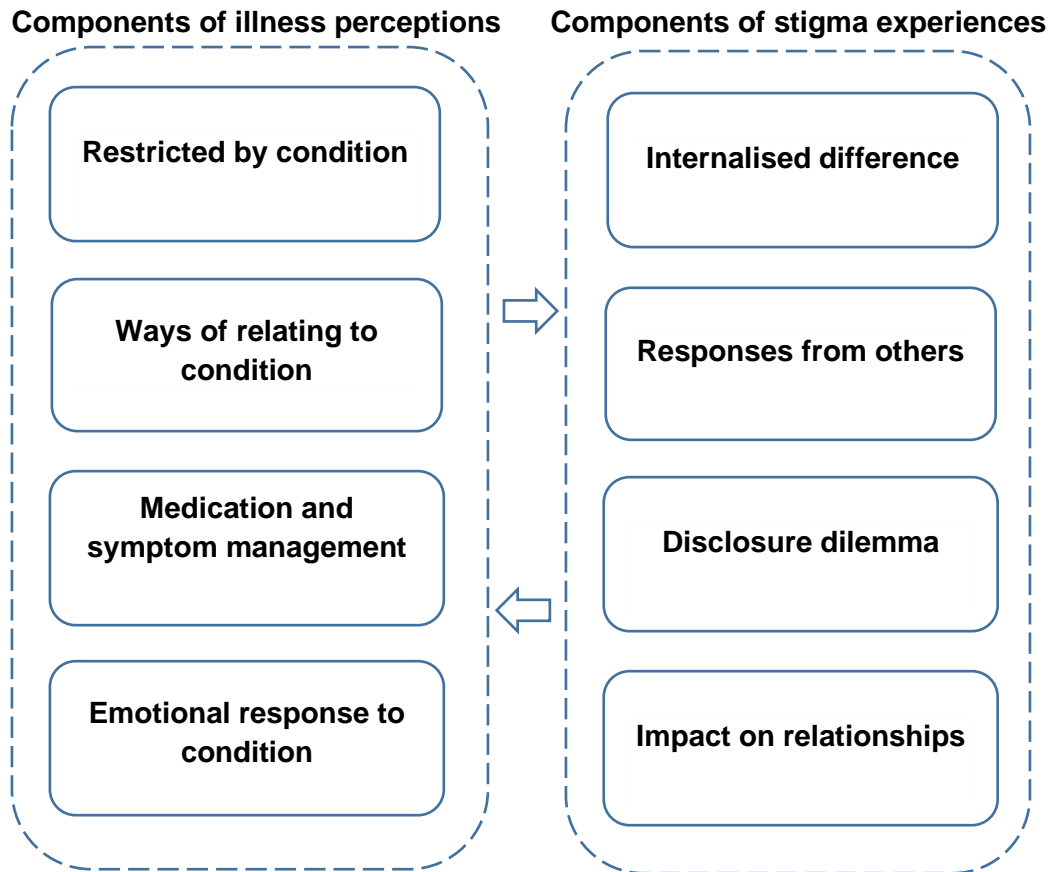 Components of illness perceptions
Restricted by condition
Ways of relating to
condition
Medication and
symptom management
Emotional response to
condition
Components of stigma experiences
Internalised difference
Responses from others
Disclosure dilemma
Impact on relationships